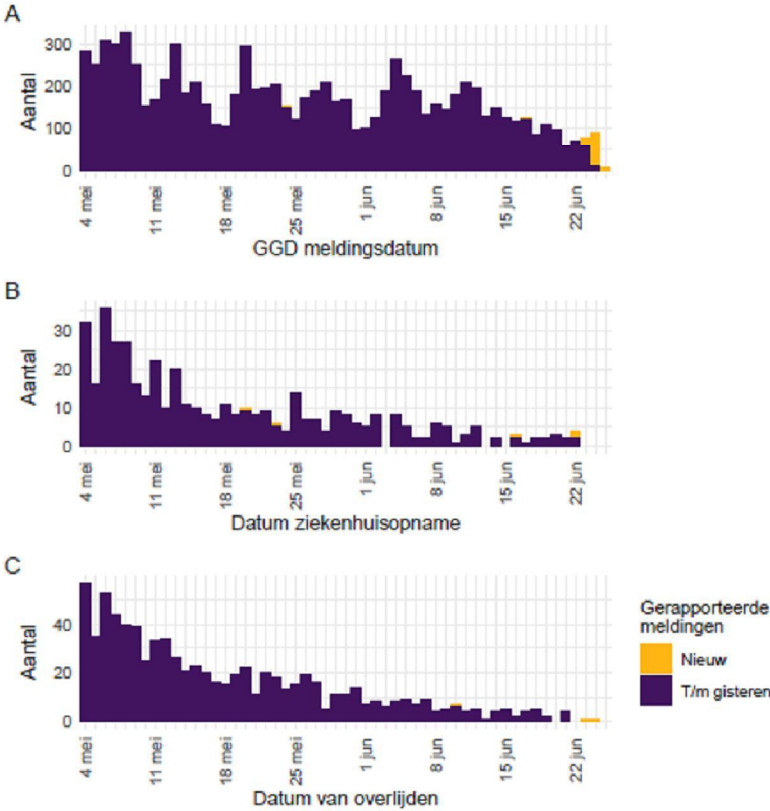 A
Aantal
300
200
100
0
4 mei
11 mei
18 mei
25 mei
1 jun
8 jun
15 jun
22 jun
GGD meldingsdatum
B
Aantal
30
20
10
0
4 mei
11 mei
18 mei
25 mei
1 jun
8 jun
15 jun
22 jun
Datum ziekenhuisopname
C
Aantal
40
20
0
4 mei
11 mei
18 mei
25 mei
1 jun
8 jun
15 jun
22 jun
Datum van overlijden
Gerapporteerde
meldingen
Nieuw
T/m gisteren